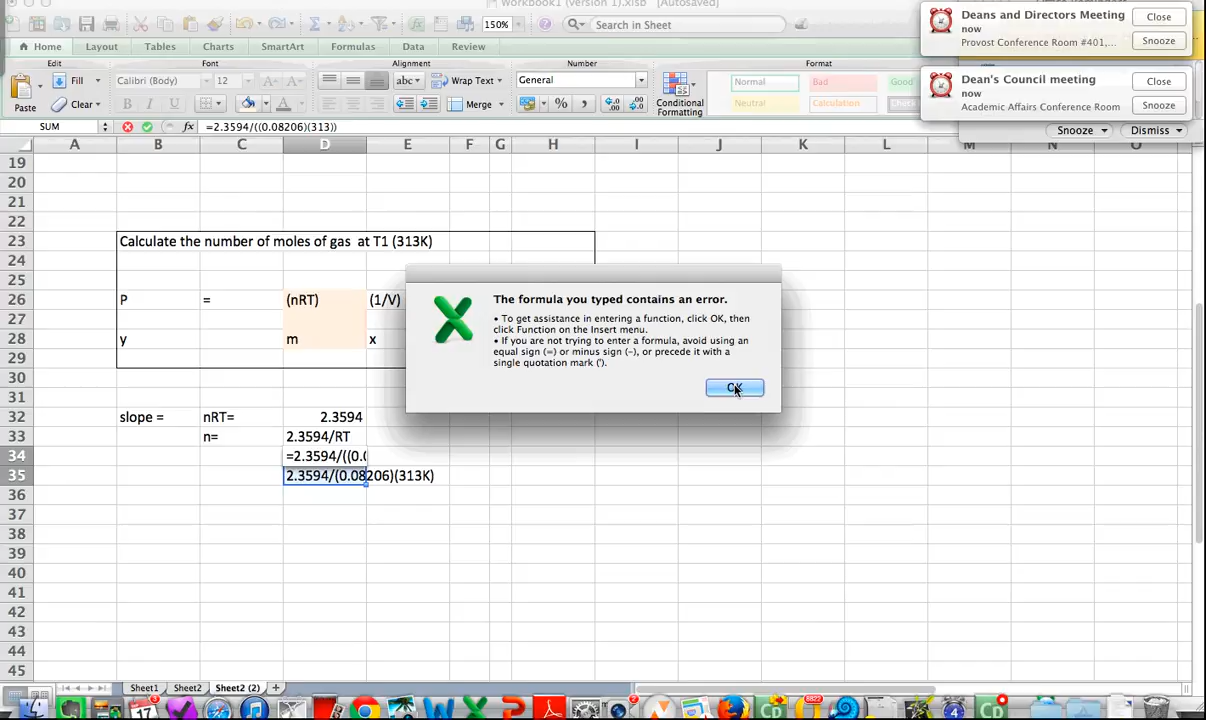 Workbook1 (version 1).xlsb [Autosaved]
150%
Search in Sheet
Home Layout Tables Charts SmartArt Formulas Data Review
Edit Font Alignment Number Format
Paste
Fill
Clear
Calibri (Body) 12
A A
B I U
A
abc
Wrap Text
Merge
General
%
Conditional Formatting
Normal Bad Good
Neutral Calculation
Deans and Directors Meeting
now
Provost Conference Room #401,...
Close
Snooze
Dean's Council meeting
now
Academic Affairs Conference Room
Close
Snooze
Snooze Dismiss
SUM fx =2.3594/((0.08206)(313))
A B C D E F G H I J K L M N O
19
20
21
22
23 Calculate the number of moles of gas at T1 (313K)
24
25
26 P = (nRT) (1/V)
27
28 y m x
29
30
31
32 slope = nRT= 2.3594
33 n= 2.3594/RT
34 =2.3594/((0.0
35 2.3594/(0.08206)(313K)
36
37
38
39
40
41
42
43
44
45
The formula you typed contains an error.
• To get assistance in entering a function, click OK, then
click Function on the Insert menu.
• If you are not trying to enter a formula, avoid using an
equal sign (=) or minus sign (–), or precede it with a
single quotation mark (').
OK
Sheet1 Sheet2 Sheet2 (2) +
17